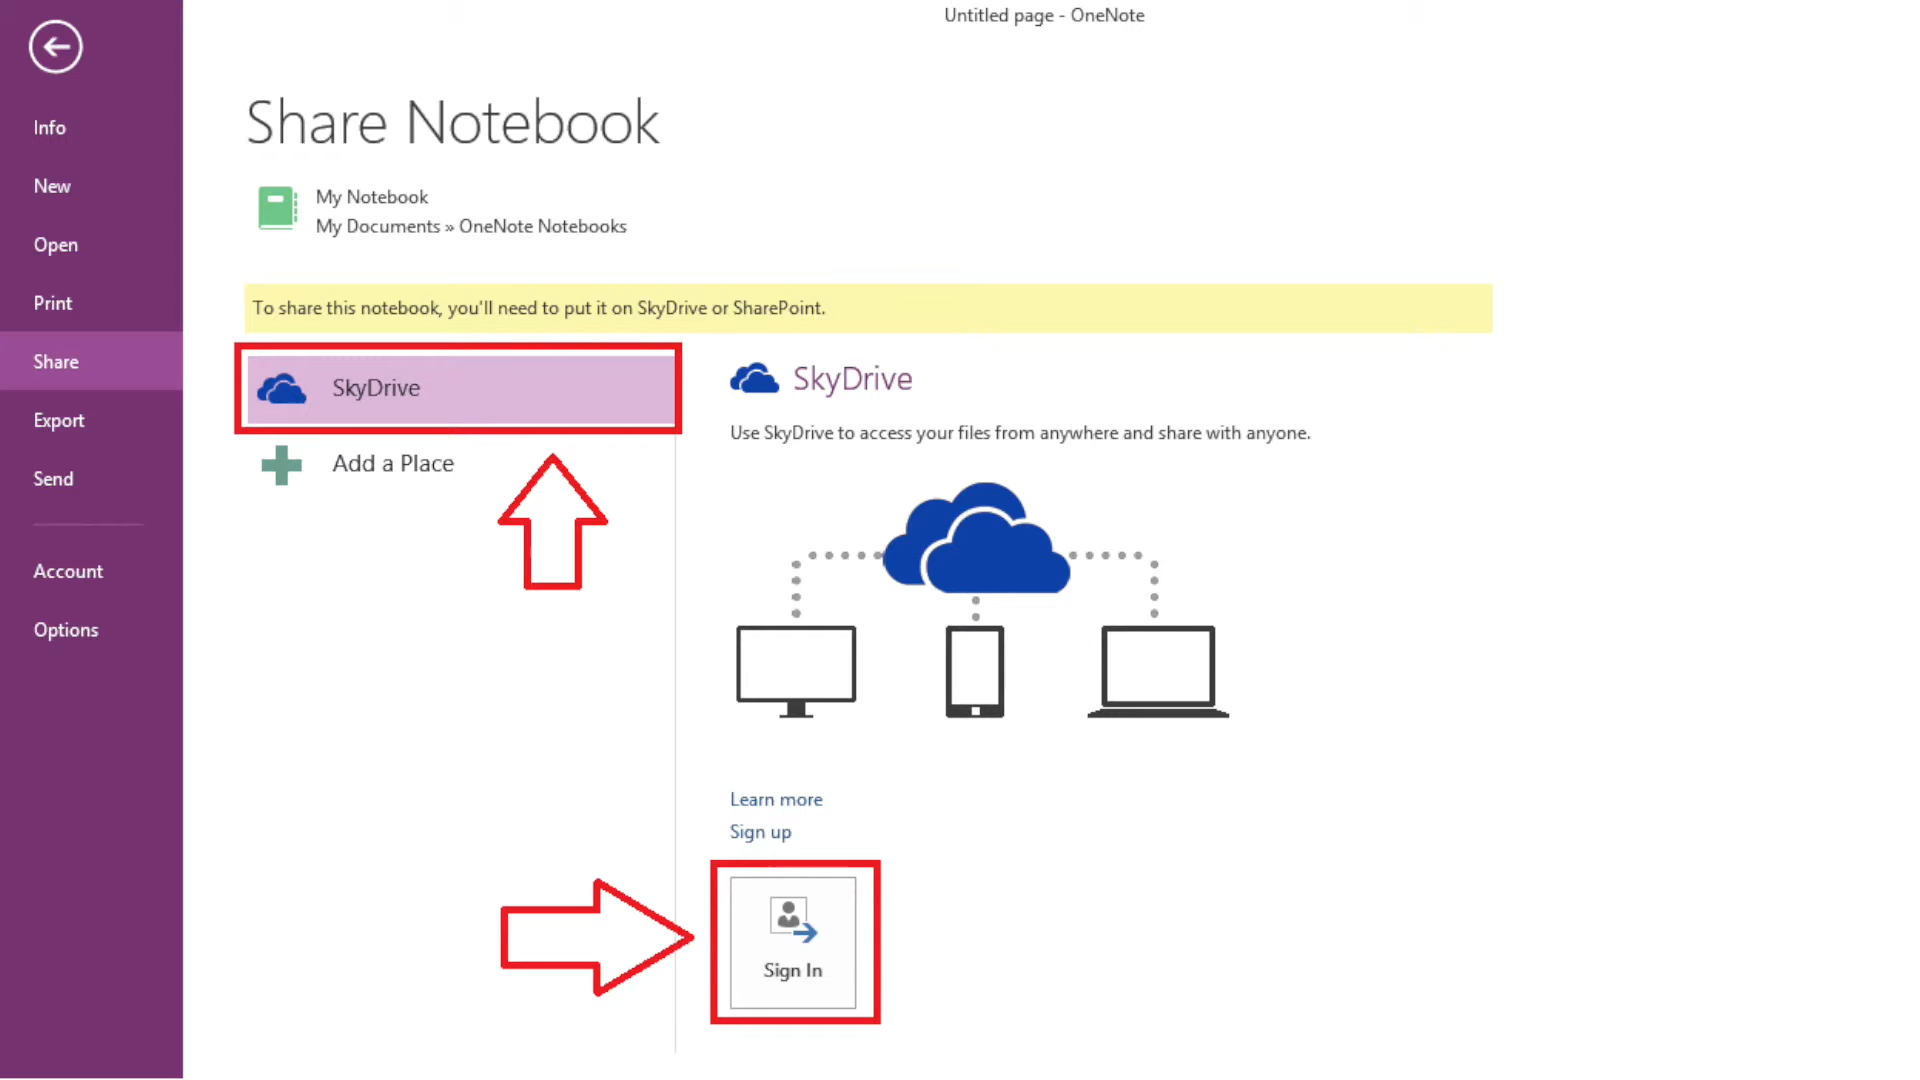 Untitled page - OneNote
Info
New
Open
Print
Share
Export
Send
Account
Options
Share Notebook
My Notebook
My Documents » OneNote Notebooks
To share this notebook, you'll need to put it on SkyDrive or SharePoint.
SkyDrive
Add a Place
SkyDrive
Use SkyDrive to access your files from anywhere and share with anyone.
Learn more
Sign up
Sign In